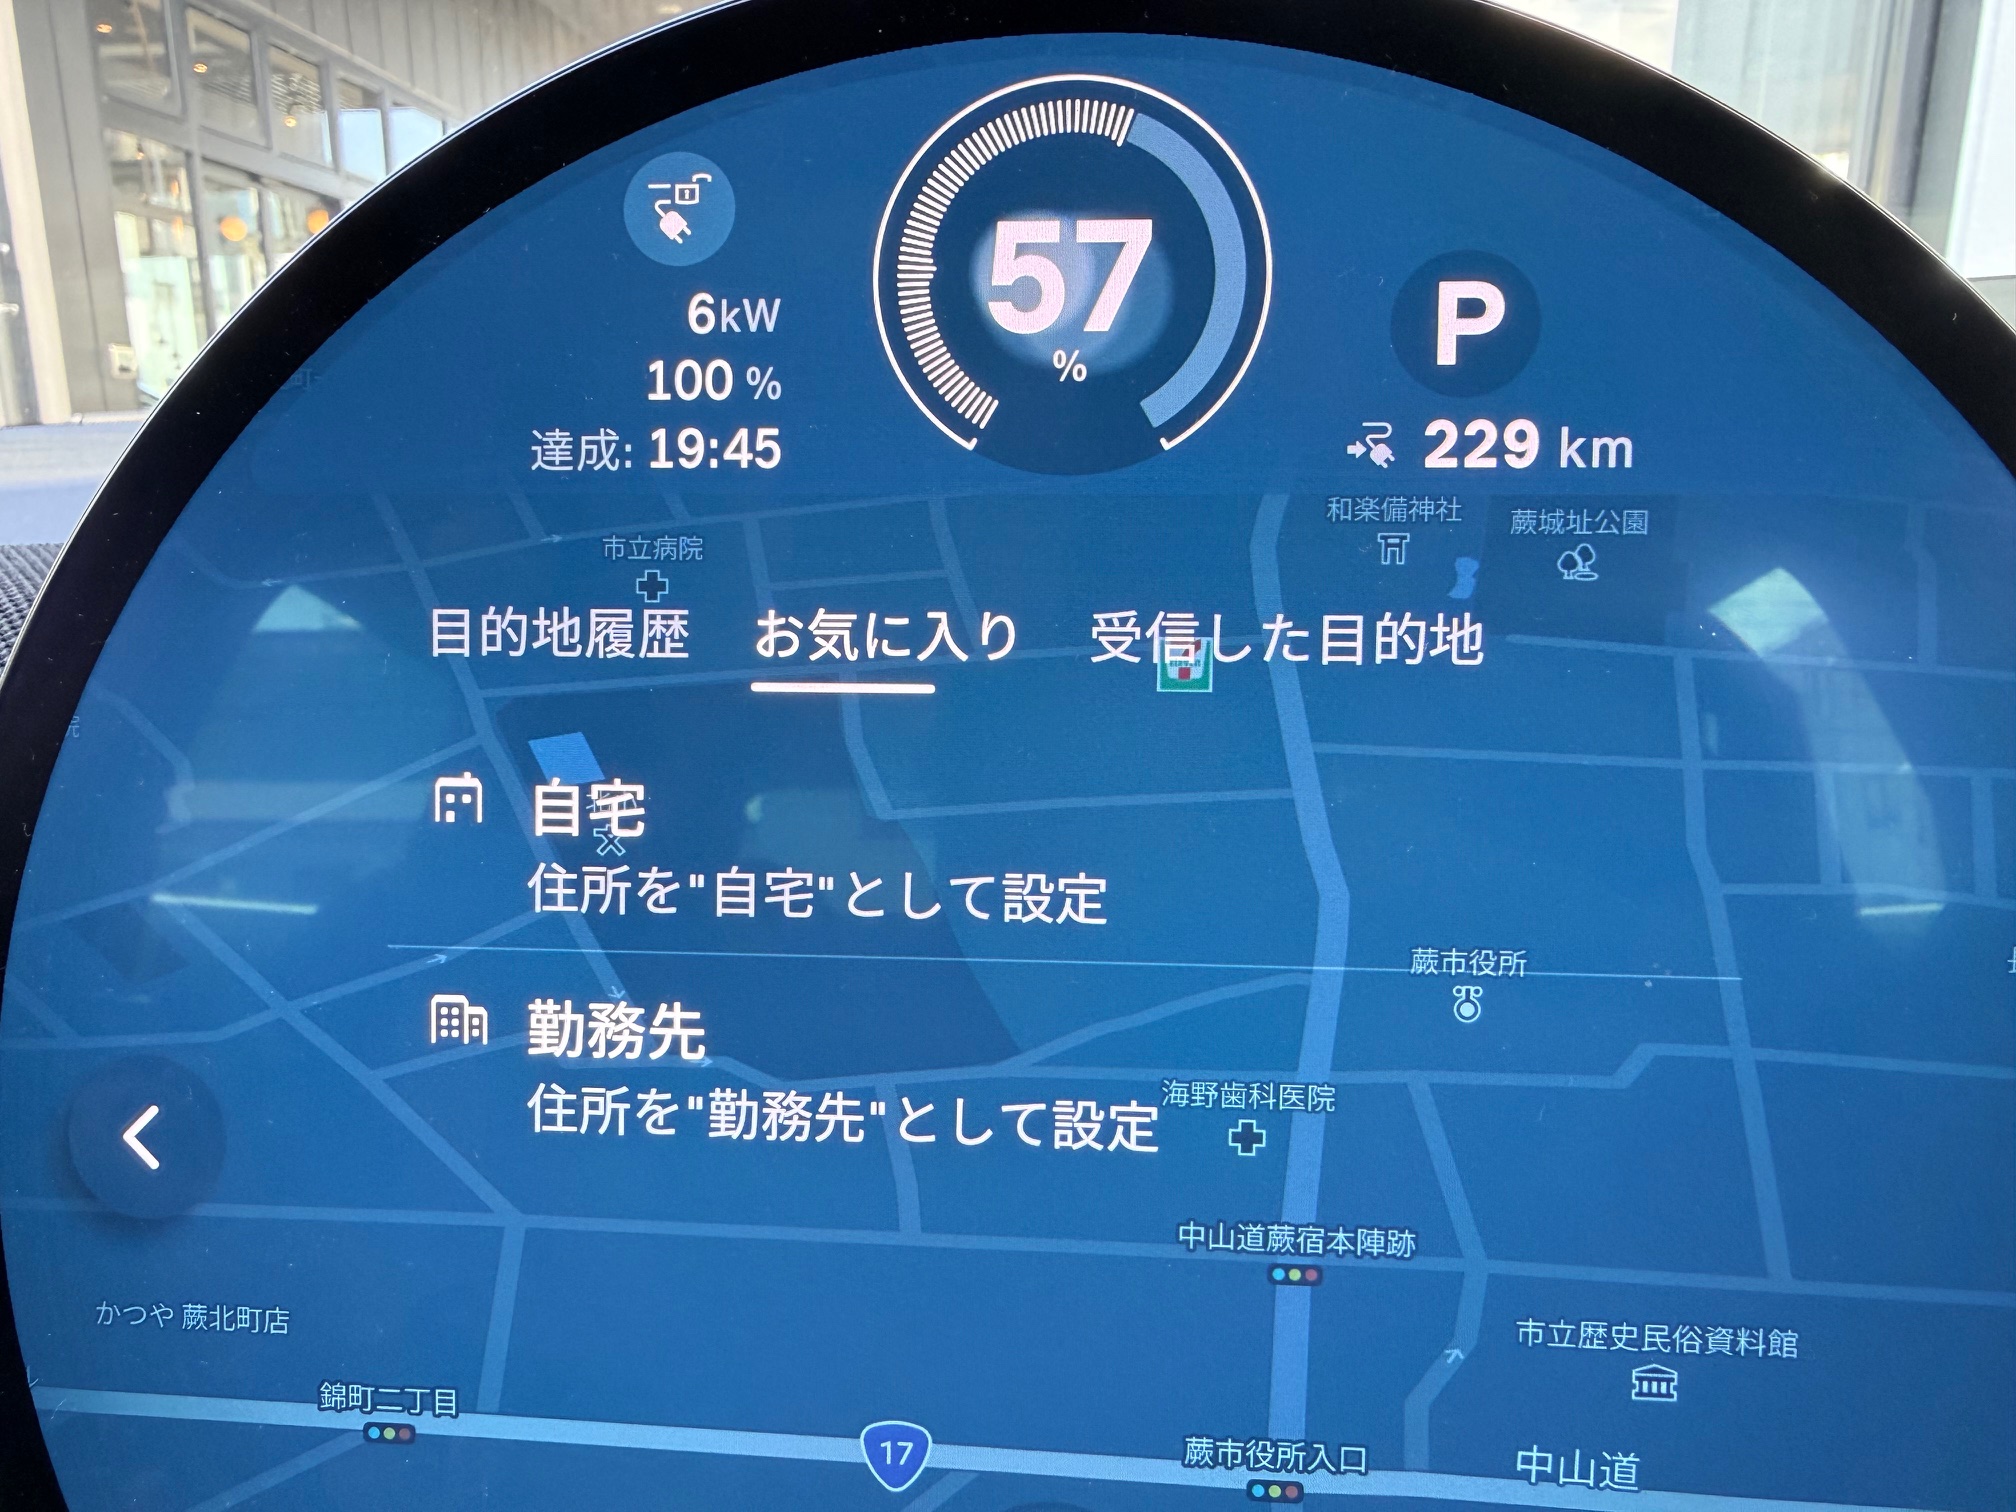 57
%
6kW
100 %
達成: 19:45
P
229 km
和楽備神社
蕨城址公園
市立病院
目的地履歴 お気に入り 受信した目的地
自宅
住所を"自宅"として設定
蕨市役所
勤務先
住所を"勤務先"として設定
海野歯科医院
中山道蕨宿本陣跡
かつや 蕨北町店
市立歴史民俗資料館
錦町二丁目
17
蕨市役所入口
中山道